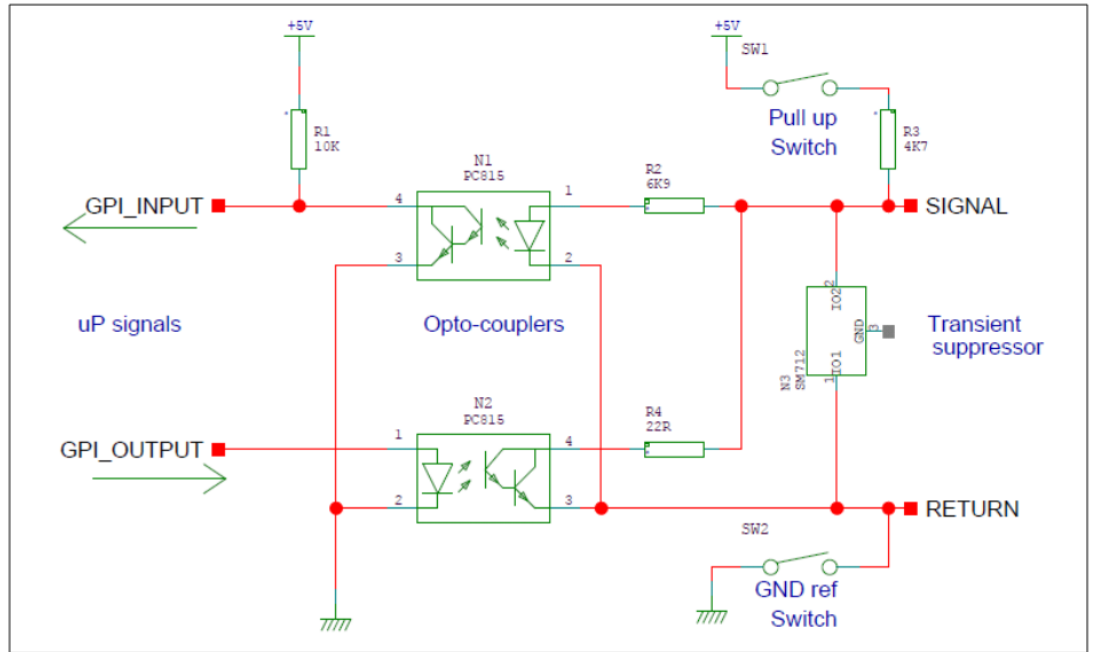 +5V
+5V
SW1
Pull up
Switch
R1
10K
R3
4K7
N1
PC815
R2
6K9
GPI_INPUT
4
1
SIGNAL
3
2
uP signals
Opto-couplers
IO2
2
GND
3
Transient
suppressor
N3
SM712
1
IO1
N2
PC815
R4
22R
GPI_OUTPUT
1
4
2
3
RETURN
SW2
GND ref
Switch